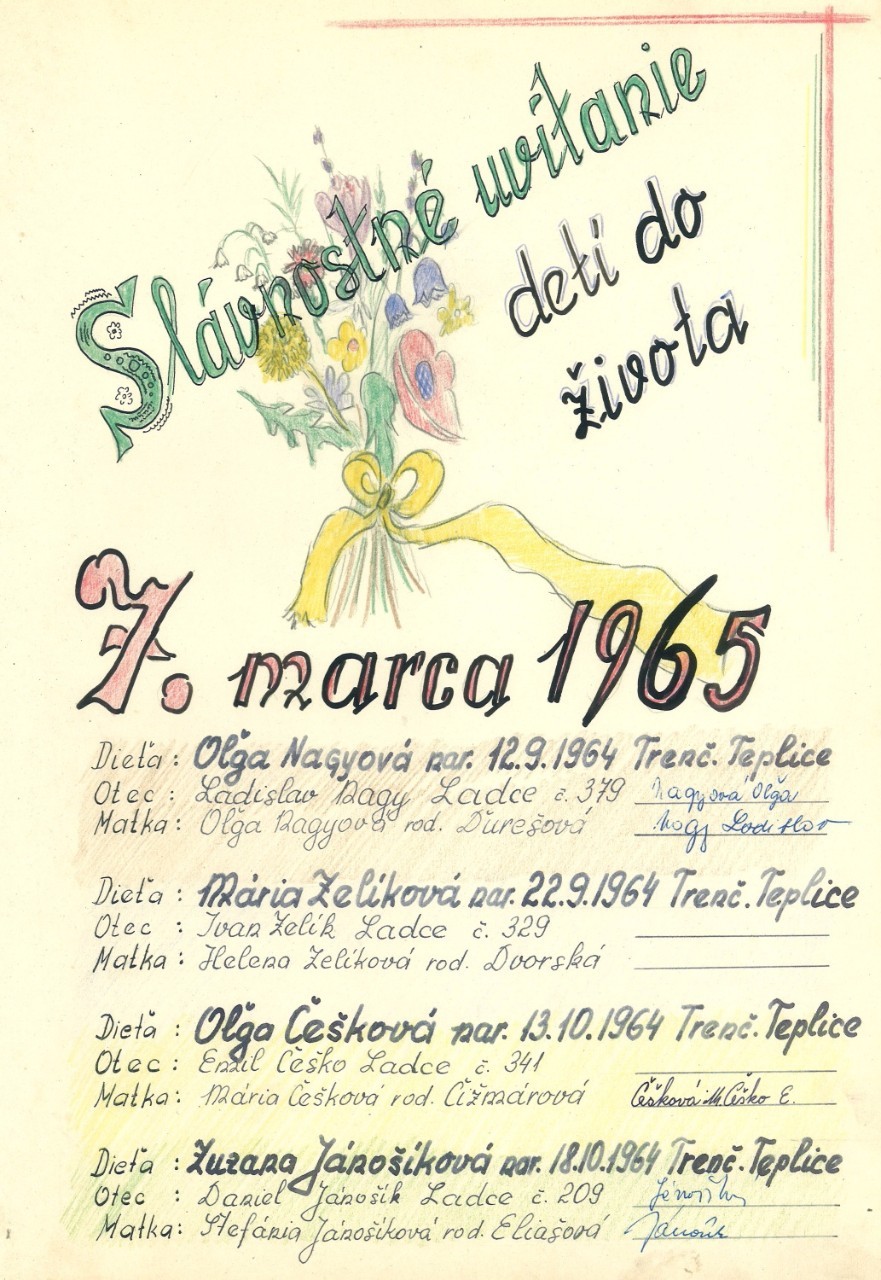 Slávnostné uvítanie
detí do
života
7. marca 1965
Dieťa: Oľga Nagyová nar. 12.9.1964 Trenč. Teplice
Otec: Ladislav Nagy Ladce č. 379 Nagyová Oľga
Matka: Oľga Nagyová rod. Ďurešová Nagy Ladislav
Dieťa: Mária Zelíková nar. 22.9.1964 Trenč. Teplice
Otec: Ivan Zelík Ladce č. 329
Matka: Helena Zelíková rod. Dvorská
Dieťa: Oľga Češková nar. 13.10.1964 Trenč. Teplice
Otec: Emil Češko Ladce č. 341
Matka: Mária Češková rod. Čižmárová Češková M. Češko E.
Dieťa: Zuzana Jánošíková nar. 18.10.1964 Trenč. Teplice
Otec: Daniel Jánošík Ladce č. 209
Matka: Štefánia Jánošíková rod. Eliašová Jánošík